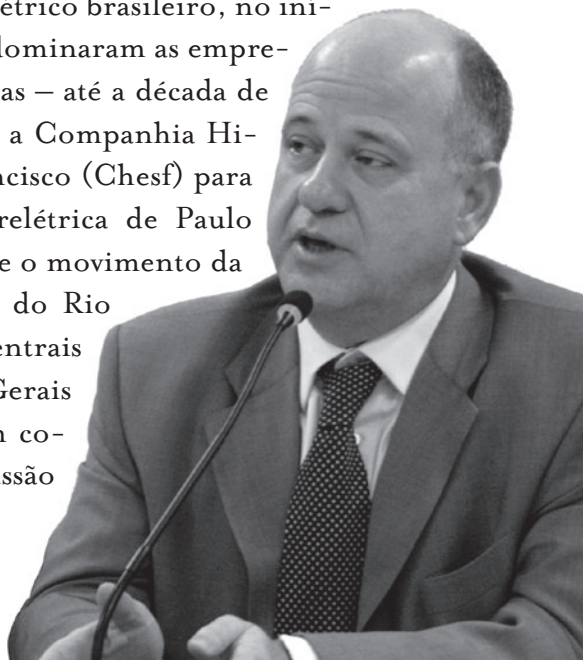 étrico brasileiro, no ini-
dominaram as empre-
as – até a década de
a Companhia Hi-
ncisco (Chesf) para
relétrica de Paulo
e o movimento da
do Rio
entrais
Gerais
n co-
ssão